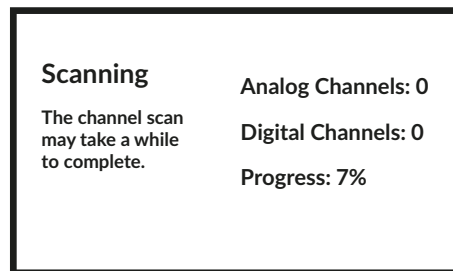 Scanning
The channel scan
may take a while
to complete.
Analog Channels: 0
Digital Channels: 0
Progress: 7%